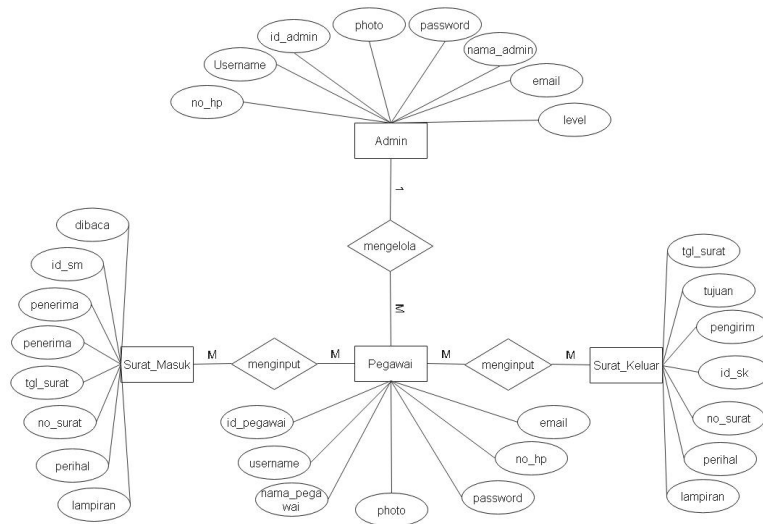 photo
password
id_admin
nama_admin
Username
email
no_hp
level
Admin
1
mengelola
M
dibaca
id_sm
penerima
penerima
tgl_surat
no_surat
perihal
lampiran
Surat_Masuk
M
menginput
M
Pegawai
M
menginput
M
Surat_Keluar
tgl_surat
tujuan
pengirim
id_sk
no_surat
perihal
lampiran
id_pegawai
username
nama_pega
wai
photo
password
no_hp
email